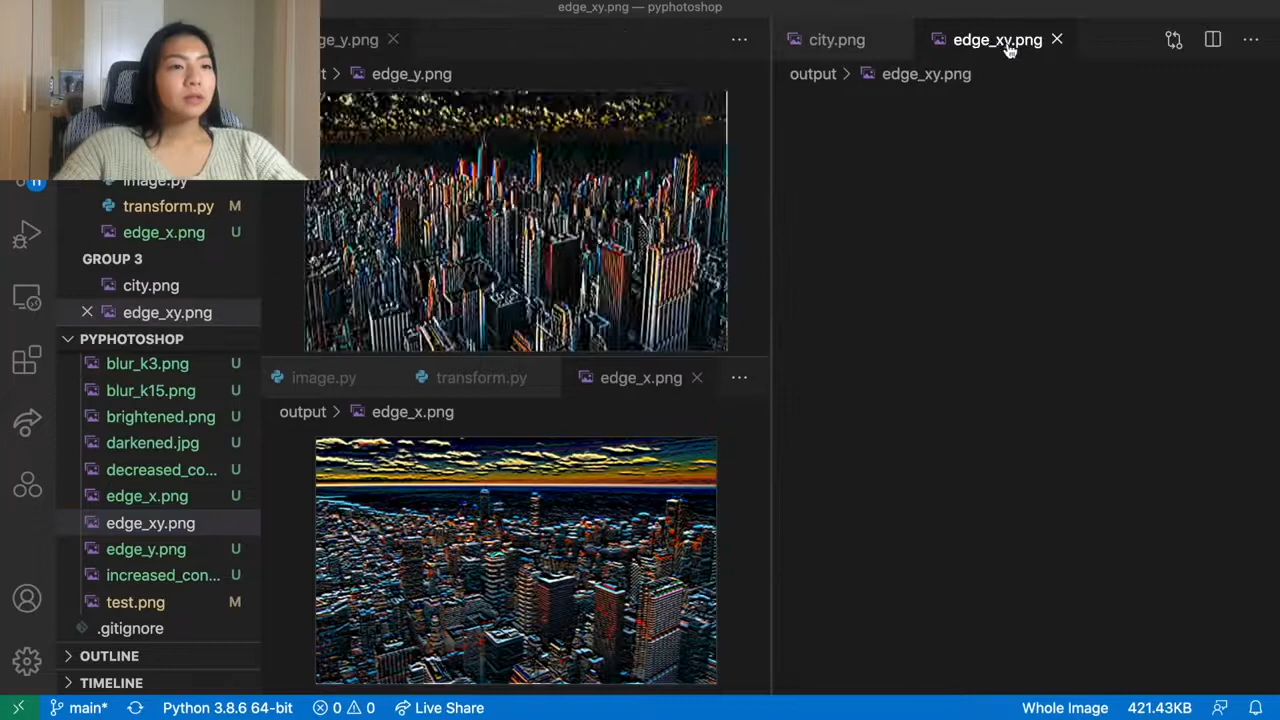 edge_xy.png — pyphotoshop
ge_y.png
city.png
edge_xy.png
t > edge_y.png
output > edge_xy.png
image.py
transform.py M
edge_x.png U
GROUP 3
city.png
edge_xy.png
PYPHOTOSHOP
blur_k3.png U
blur_k15.png U
brightened.png U
darkened.jpg U
decreased_co... U
edge_x.png U
edge_xy.png
edge_y.png U
increased_con... U
test.png M
.gitignore
OUTLINE
TIMELINE
image.py
transform.py
edge_x.png
output > edge_x.png
main* Python 3.8.6 64-bit 0 0 Live Share Whole Image 421.43KB